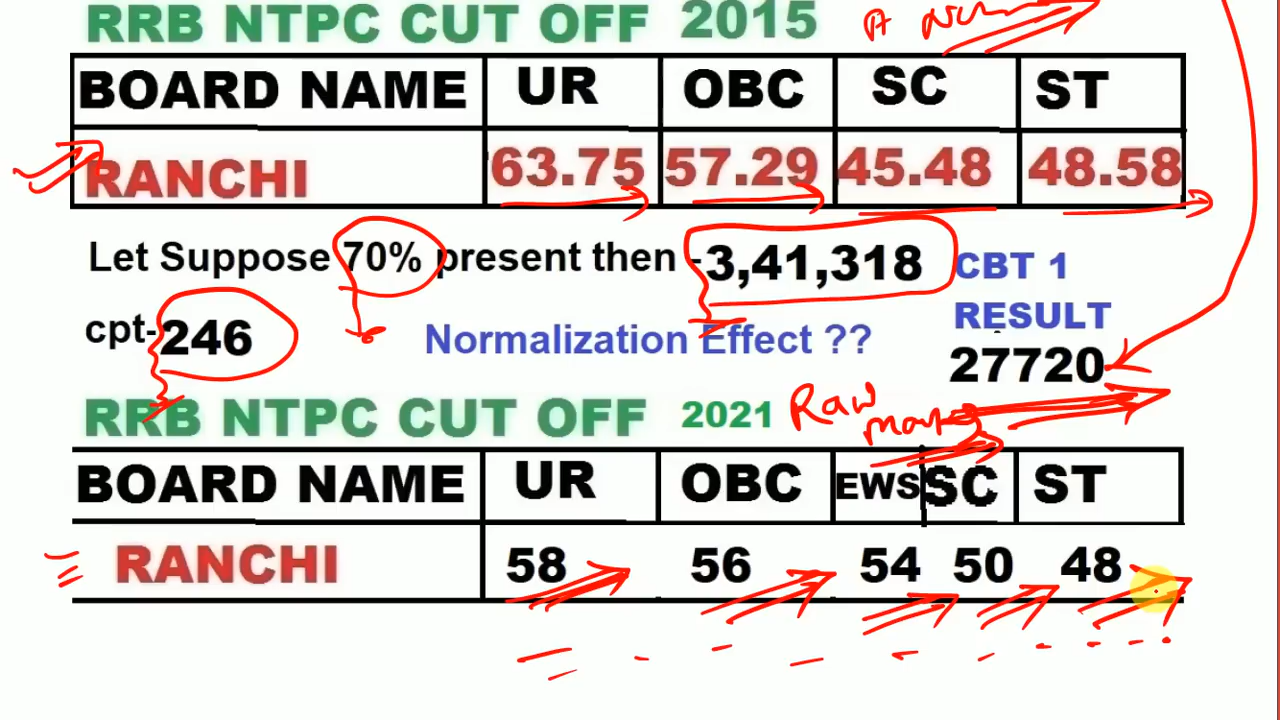 RRB NTPC CUT OFF 2015
BOARD NAME UR OBC SC ST
RANCHI 63.75 57.29 45.48 48.58
Let Suppose 70% present then -3,41,318 CBT 1
RESULT
cpt-246 Normalization Effect ??
27720
RRB NTPC CUT OFF 2021 Raw
marks
BOARD NAME UR OBC EWS SC ST
RANCHI 58 56 54 50 48